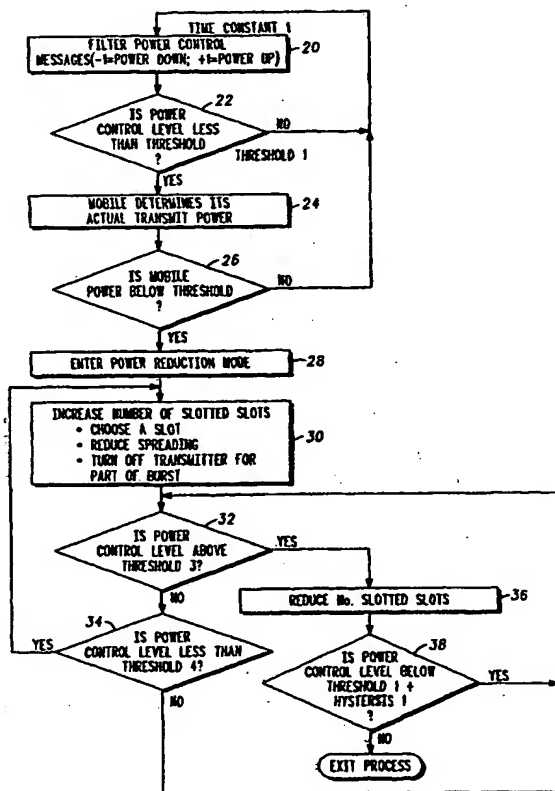 TIME CONSTANT 1
FILTER POWER CONTROL
MESSAGES(-1=POWER DOWN; +1=POWER UP)
20
22
IS POWER
CONTROL LEVEL LESS
THAN THRESHOLD
?
NO
THRESHOLD 1
YES
MOBILE DETERMINES ITS
ACTUAL TRANSMIT POWER
24
26
IS MOBILE
POWER BELOW THRESHOLD
?
NO
YES
ENTER POWER REDUCTION MODE
28
INCREASE NUMBER OF SLOTTED SLOTS
• CHOOSE A SLOT
• REDUCE SPREADING
• TURN OFF TRANSMITTER FOR
PART OF BURST
30
32
IS POWER
CONTROL LEVEL ABOVE
THRESHOLD 3?
YES
NO
REDUCE No. SLOTTED SLOTS
36
34
YES
IS POWER
CONTROL LEVEL LESS THAN
THRESHOLD 4?
NO
38
IS POWER
CONTROL LEVEL BELOW
THRESHOLD 1 +
HYSTERSIS 1
?
YES
NO
EXIT PROCESS